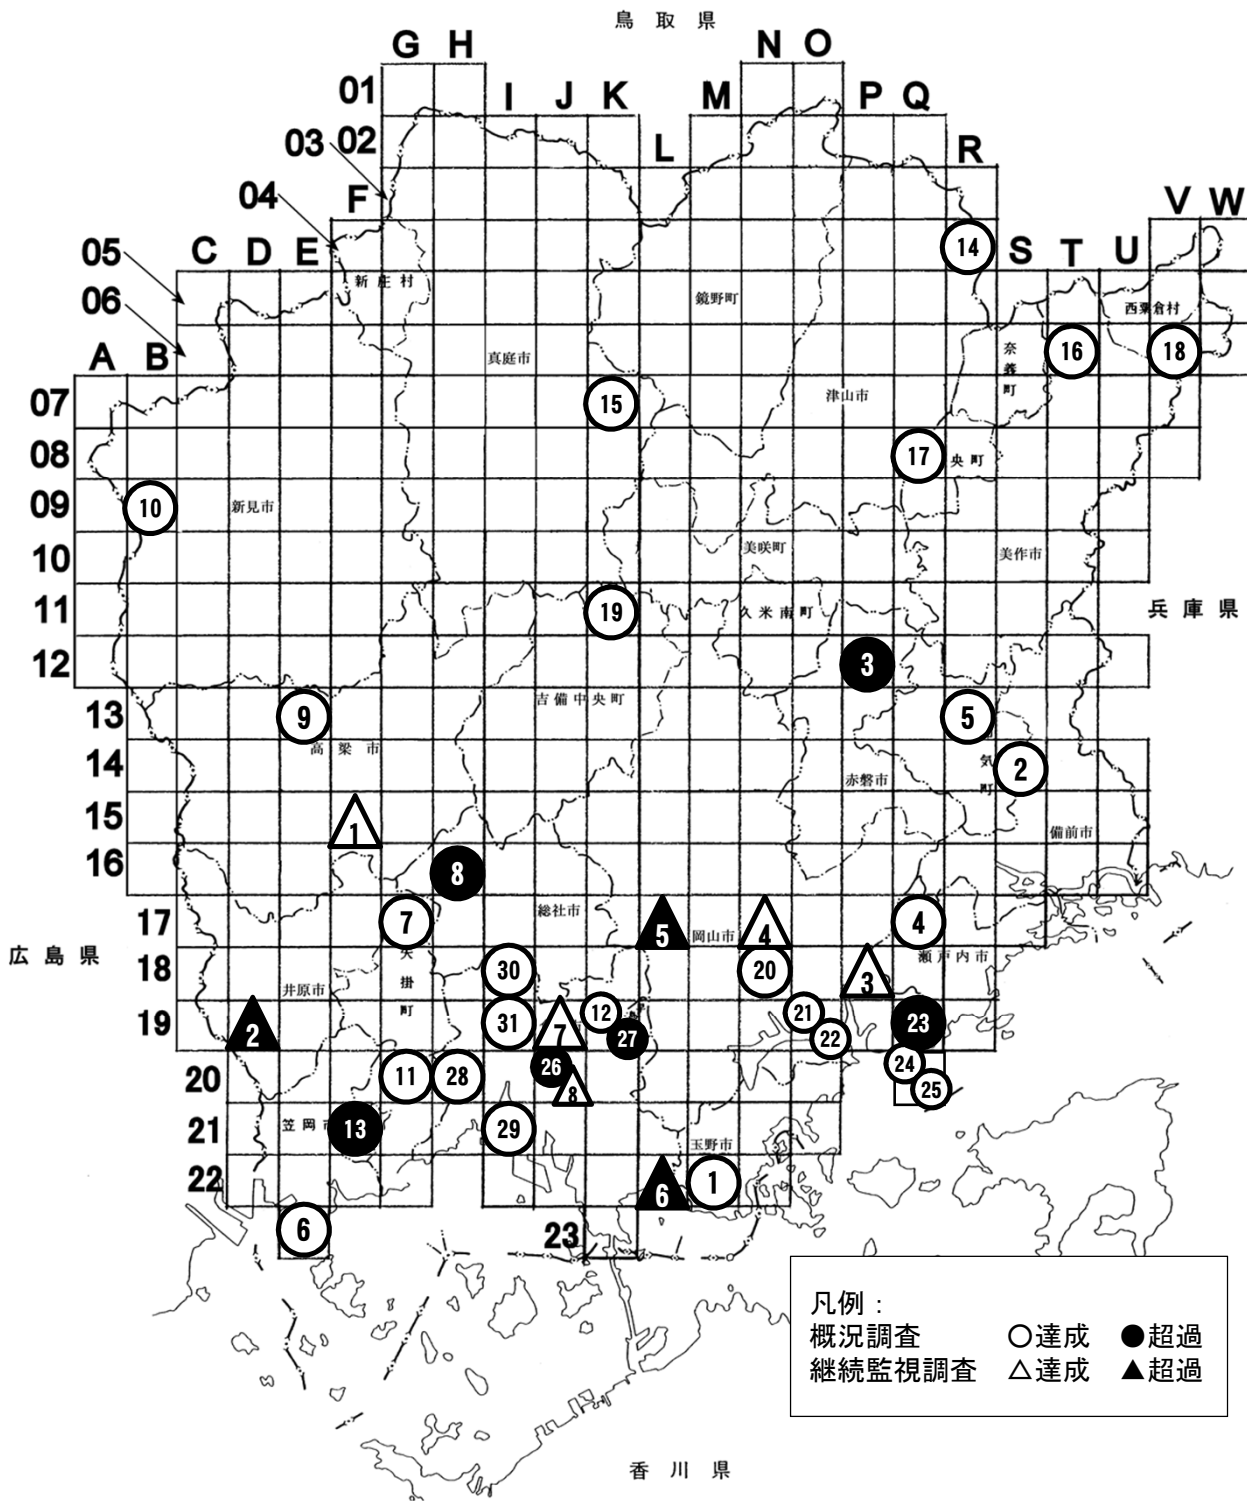 鳥取県
G H
N O
01
I J K
M
P Q
03 02
L
R
04
F
V W
05
C D E
14
S T U
新庄村
鏡野町
西粟倉村
06
A B
真庭市
奈義町
16
18
07
15
津山市
08
17
央町
09
10
新見市
10
美咲町
美作市
11
19
久米南町
兵庫県
12
3
13
9
吉備中央町
5
高梁市
14
赤磐市
気町
2
15
1
備前市
16
8
17
7
総社市
5
岡山市
4
4
広島県
矢掛町
18
30
20
3
瀬戸内市
井原市
19
2
31
7
12
27
21
22
23
20
11
28
26
8
24
25
21
笠岡市
13
29
玉野市
22
6
1
6
23
凡例：
概況調査 ○達成 ●超過
継続監視調査 △達成 ▲超過
香川県